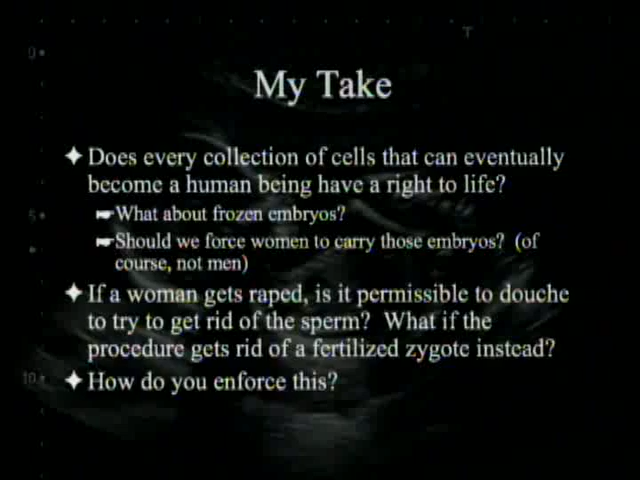 T
0
My Take
Does every collection of cells that can eventually
become a human being have a right to life?
What about frozen embryos?
5
Should we force women to carry those embryos? (of
course, not men)
If a woman gets raped, is it permissible to douche
to try to get rid of the sperm? What if the
procedure gets rid of a fertilized zygote instead?
10
How do you enforce this?